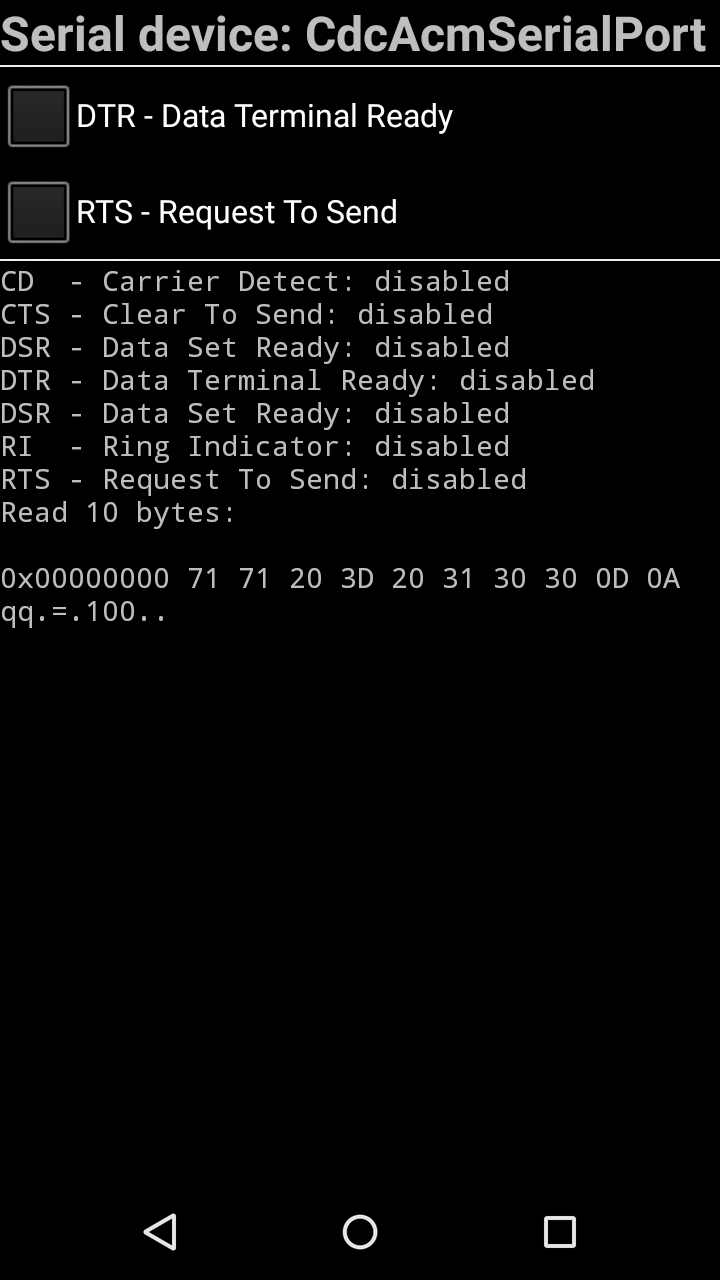 Serial device: CdcAcmSerialPort
DTR - Data Terminal Ready
RTS - Request To Send
CD  - Carrier Detect: disabled
CTS - Clear To Send: disabled
DSR - Data Set Ready: disabled
DTR - Data Terminal Ready: disabled
DSR - Data Set Ready: disabled
RI  - Ring Indicator: disabled
RTS - Request To Send: disabled
Read 10 bytes:
0x00000000 71 71 20 3D 20 31 30 30 0D 0A
qq.=.100..